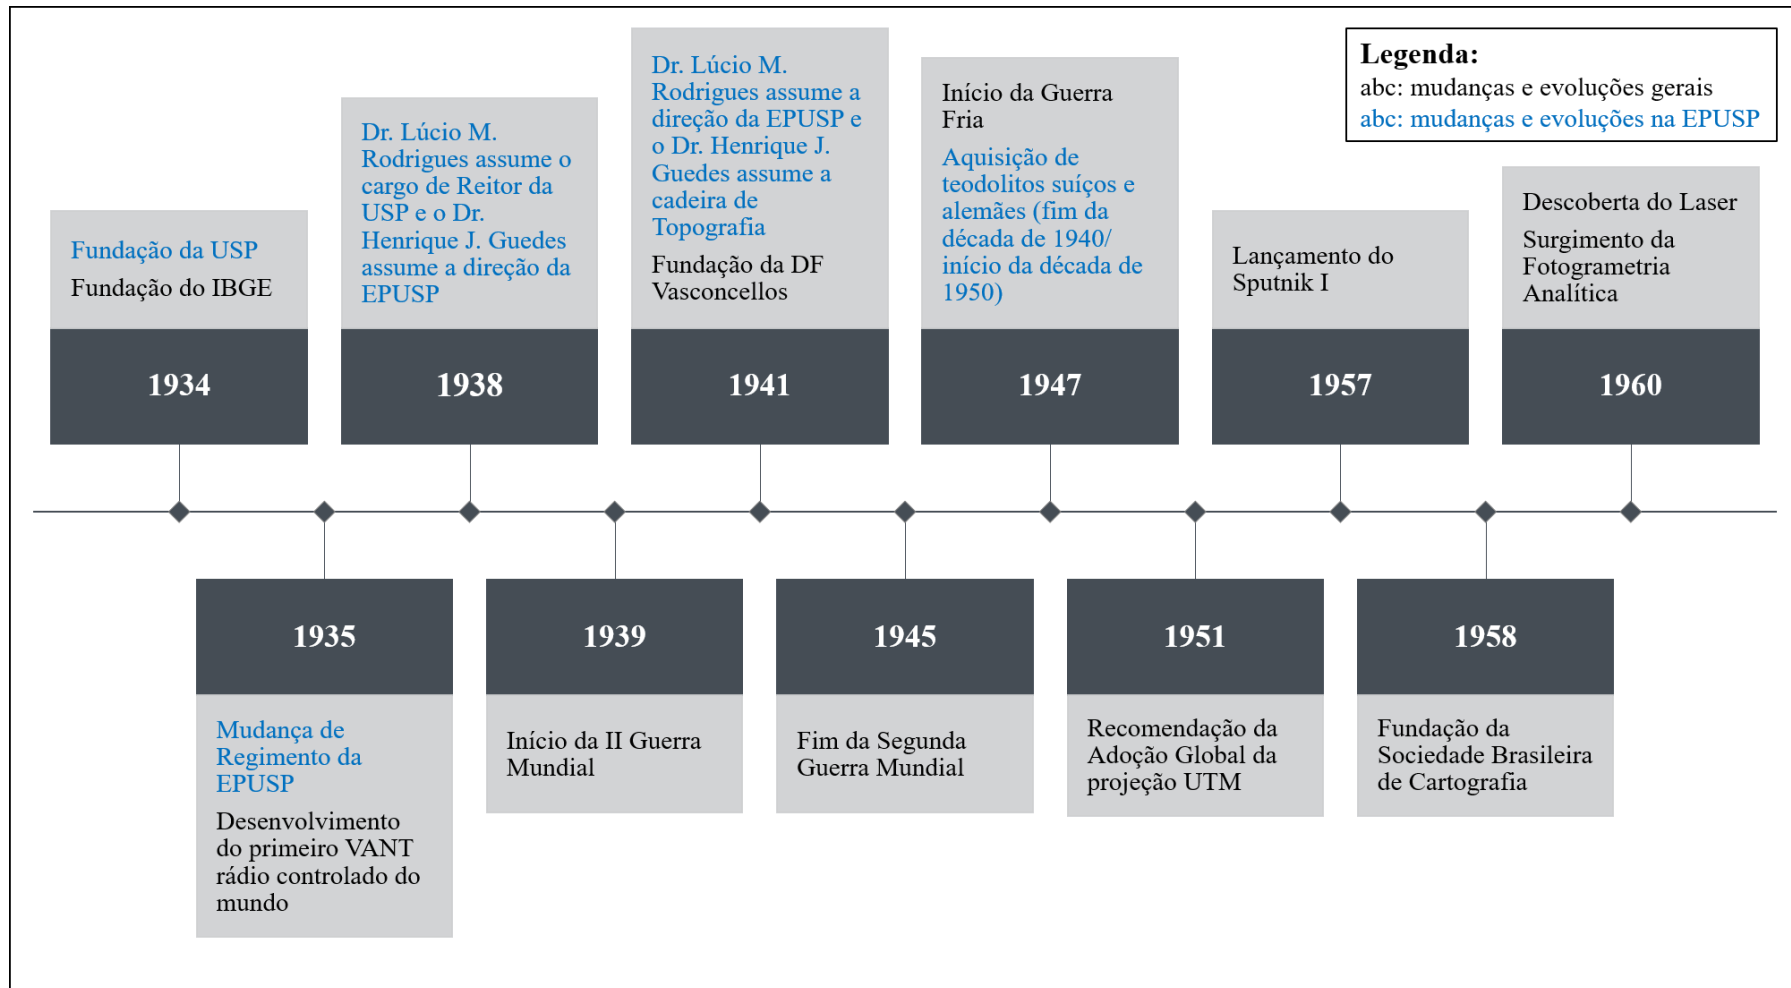 Legenda:
abc: mudanças e evoluções gerais
abc: mudanças e evoluções na EPUSP
Fundação da USP
Fundação do IBGE
1934
Mudança de
Regimento da
EPUSP
Desenvolvimento
do primeiro VANT
rádio controlado do
mundo
1935
Dr. Lúcio M.
Rodrigues assume o
cargo de Reitor da
USP e o Dr.
Henrique J. Guedes
assume a direção da
EPUSP
1938
1939
Início da II Guerra
Mundial
Dr. Lúcio M.
Rodrigues assume a
direção da EPUSP e
o Dr. Henrique J.
Guedes assume a
cadeira de
Topografia
Fundação da DF
Vasconcellos
1941
1945
Fim da Segunda
Guerra Mundial
Início da Guerra
Fria
Aquisição de
teodolitos suíços e
alemães (fim da
década de 1940/
início da década de
1950)
1947
1951
Recomendação da
Adoção Global da
projeção UTM
Lançamento do
Sputnik I
1957
1958
Fundação da
Sociedade Brasileira
de Cartografia
Descoberta do Laser
Surgimento da
Fotogrametria
Analítica
1960